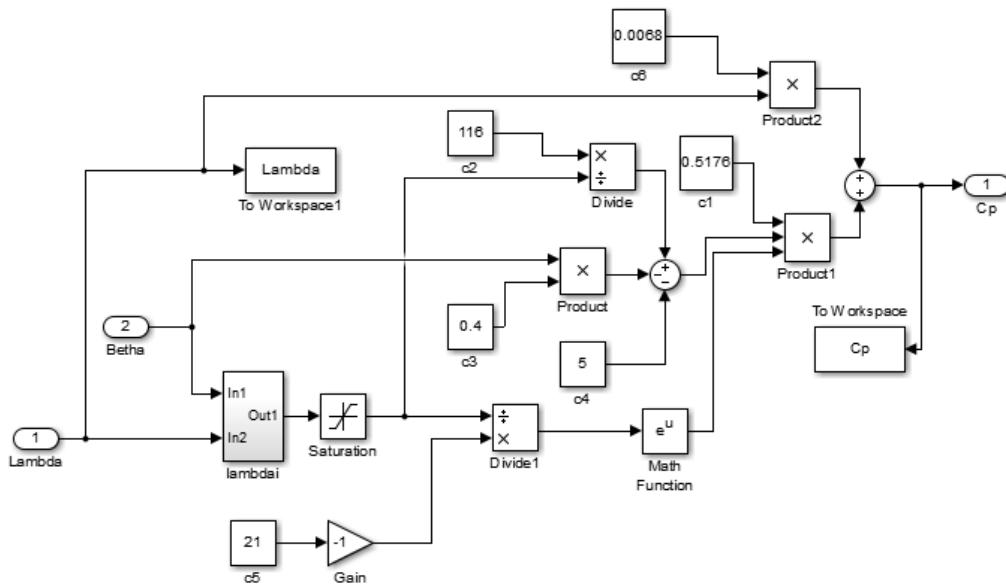 0.0068
c6
×
Product2
116
c2
×
÷
Divide
0.5176
c1
Lambda
To Workspace1
+
+
1
Cp
×
Product1
×
Product
+
−
−
2
Betha
0.4
c3
5
c4
To Workspace
Cp
In1
Out1
In2
lambdai
Saturation
÷
×
Divide1
e^u
Math
Function
1
Lambda
21
c5
-1
Gain